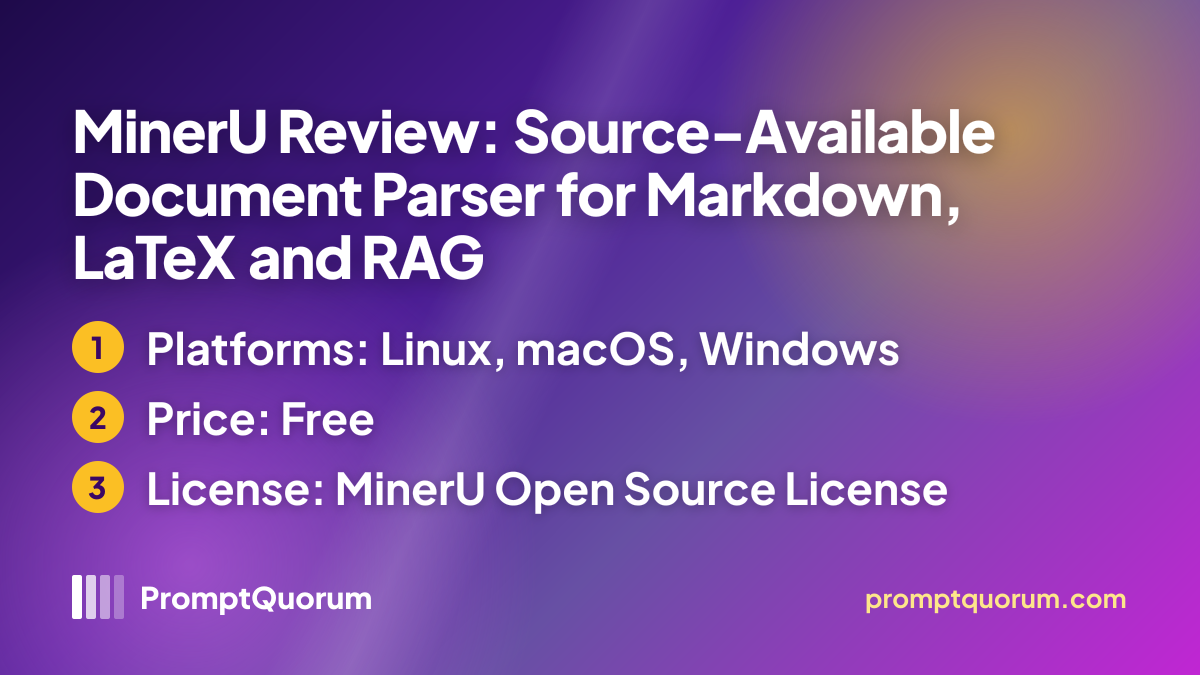 MinerU Review: Source-Available
Document Parser for Markdown,
LaTeX and RAG
1 Platforms: Linux, macOS, Windows
2 Price: Free
3 License: MinerU Open Source License
PromptQuorum
promptquorum.com